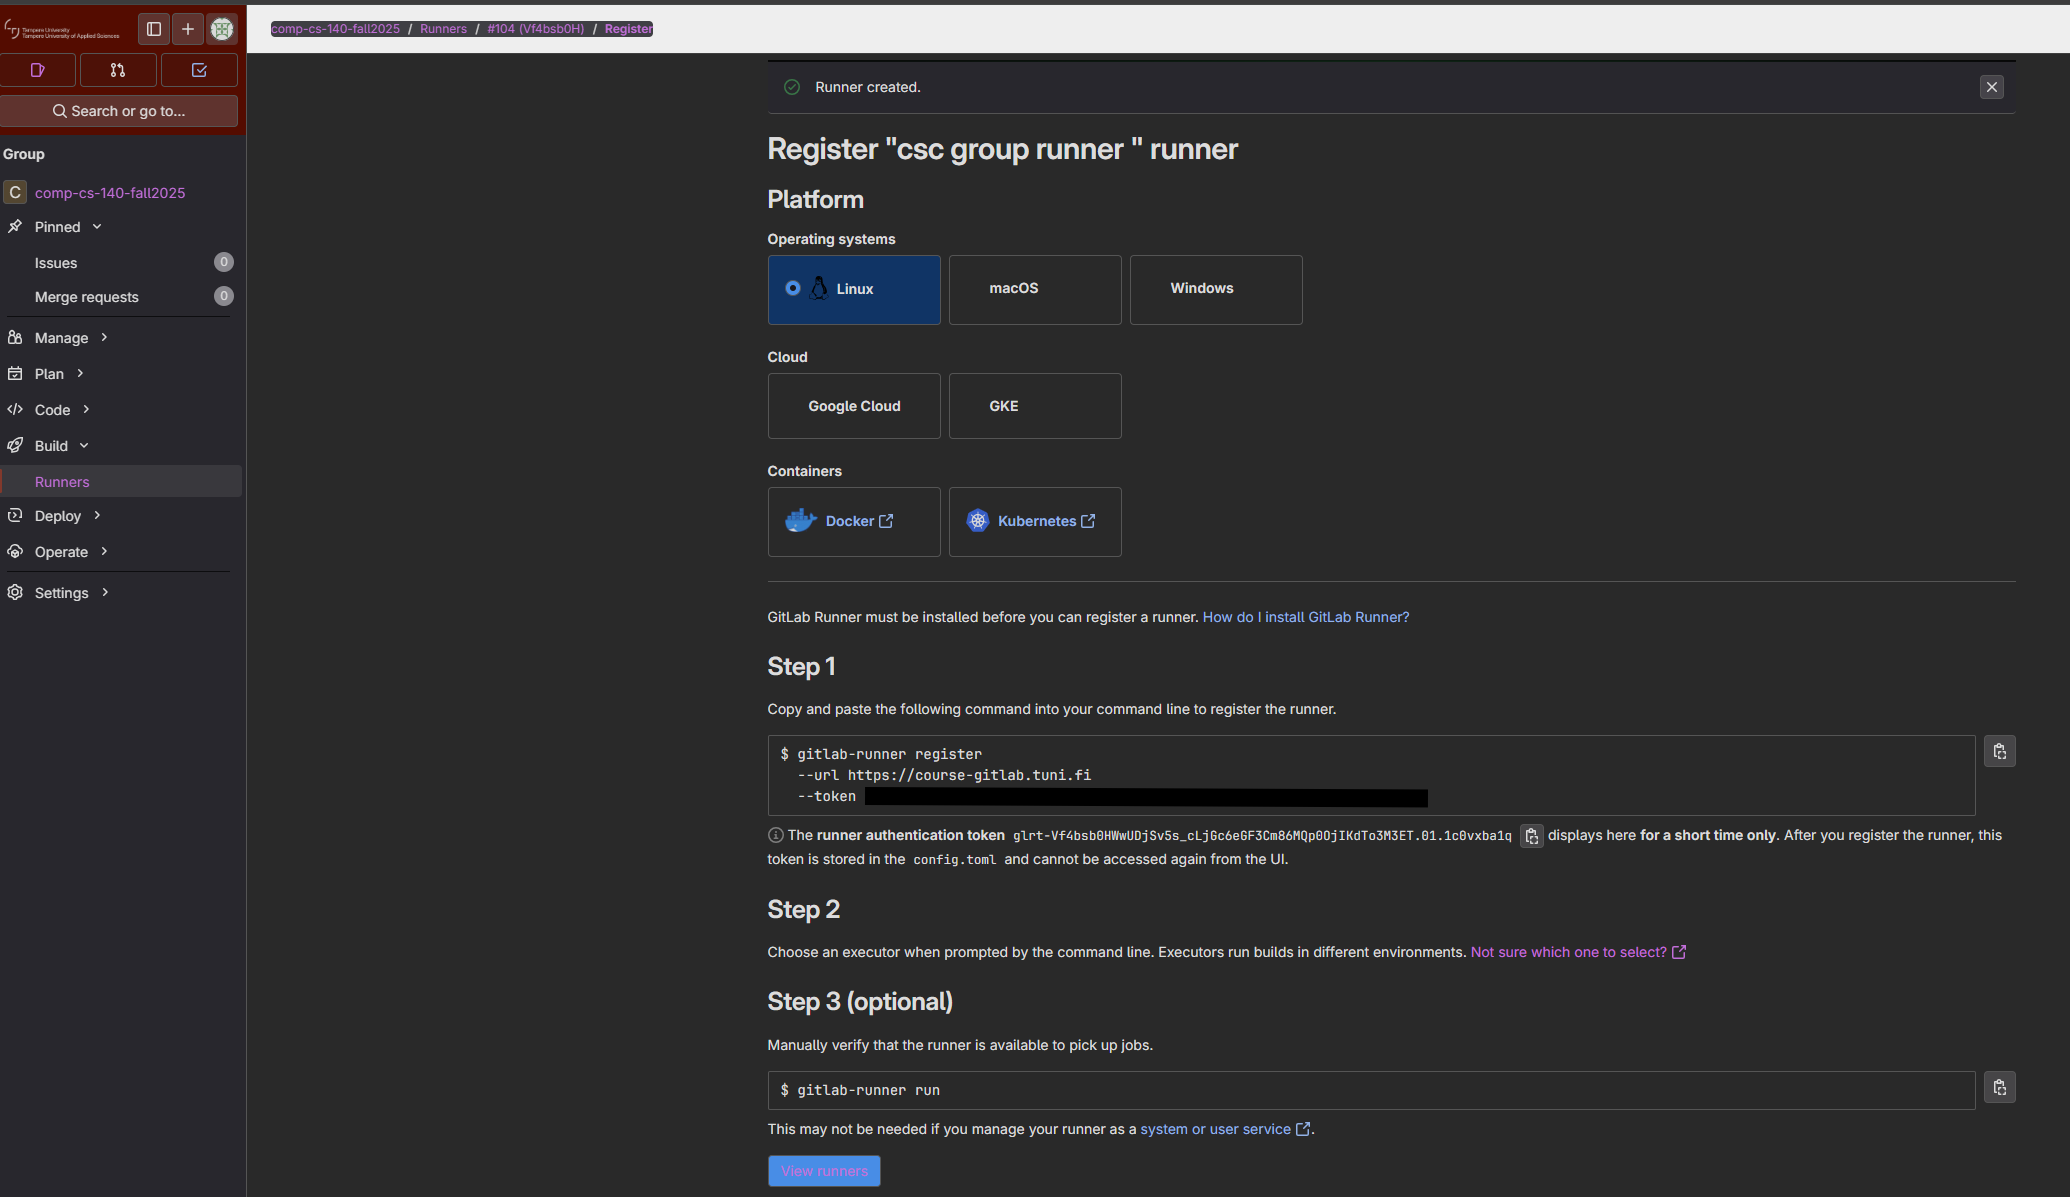 Tampere University
Tampere University of Applied Sciences
comp-cs-140-fall2025 / Runners / #104 (Vf4bsb0H) / Register
Search or go to...
Group
C comp-cs-140-fall2025
Pinned
Issues 0
Merge requests 0
Manage
Plan
Code
Build
Runners
Deploy
Operate
Settings
Runner created.
Register "csc group runner " runner
Platform
Operating systems
Linux macOS Windows
Cloud
Google Cloud GKE
Containers
Docker Kubernetes
GitLab Runner must be installed before you can register a runner. How do I install GitLab Runner?
Step 1
Copy and paste the following command into your command line to register the runner.
$ gitlab-runner register
--url https://course-gitlab.tuni.fi
--token
The runner authentication token glrt-Vf4bsb0HWwUDjSv5s_cLjGc6eGF3Cm86MQp0OjIKdTo3M3ET.01.1c0vxba1q displays here for a short time only. After you register the runner, this
token is stored in the config.toml and cannot be accessed again from the UI.
Step 2
Choose an executor when prompted by the command line. Executors run builds in different environments. Not sure which one to select?
Step 3 (optional)
Manually verify that the runner is available to pick up jobs.
$ gitlab-runner run
This may not be needed if you manage your runner as a system or user service.
View runners